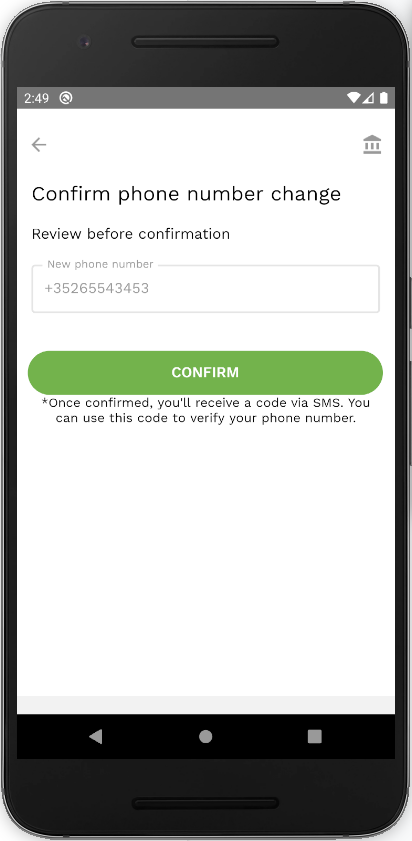 2:49
Confirm phone number change
Review before confirmation
New phone number
+35265543453
CONFIRM
*Once confirmed, you'll receive a code via SMS. You
can use this code to verify your phone number.